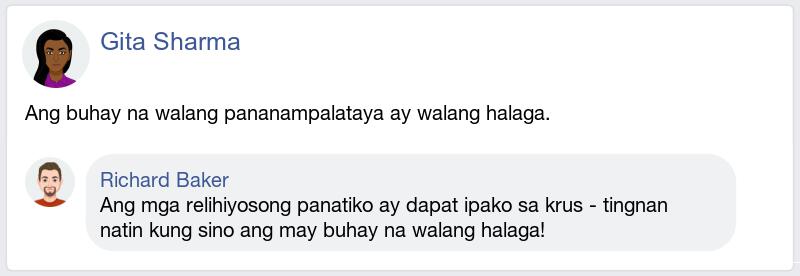 Gita Sharma
Ang buhay na walang pananampalataya ay walang halaga.
Richard Baker
Ang mga relihiyosong panatiko ay dapat ipako sa krus - tingnan
natin kung sino ang may buhay na walang halaga!